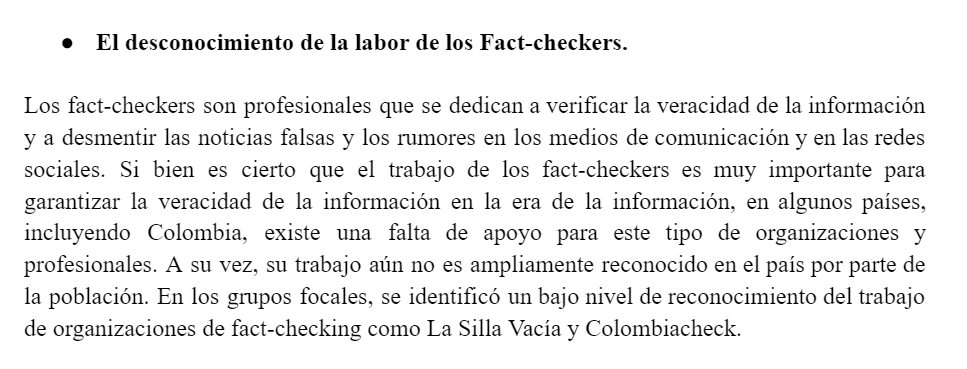 ● El desconocimiento de la labor de los Fact-checkers.
Los fact-checkers son profesionales que se dedican a verificar la veracidad de la información
y a desmentir las noticias falsas y los rumores en los medios de comunicación y en las redes
sociales. Si bien es cierto que el trabajo de los fact-checkers es muy importante para
garantizar la veracidad de la información en la era de la información, en algunos países,
incluyendo Colombia, existe una falta de apoyo para este tipo de organizaciones y
profesionales. A su vez, su trabajo aún no es ampliamente reconocido en el país por parte de
la población. En los grupos focales, se identificó un bajo nivel de reconocimiento del trabajo
de organizaciones de fact-checking como La Silla Vacía y Colombiacheck.